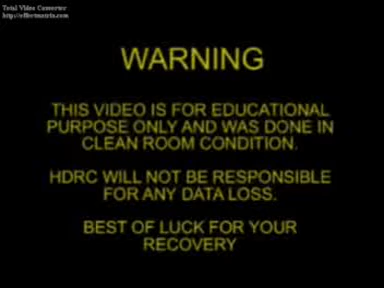 Total Video Converter
http://effectmatrix.com
WARNING
THIS VIDEO IS FOR EDUCATIONAL
PURPOSE ONLY AND WAS DONE IN
CLEAN ROOM CONDITION.
HDRC WILL NOT BE RESPONSIBLE
FOR ANY DATA LOSS.
BEST OF LUCK FOR YOUR
RECOVERY